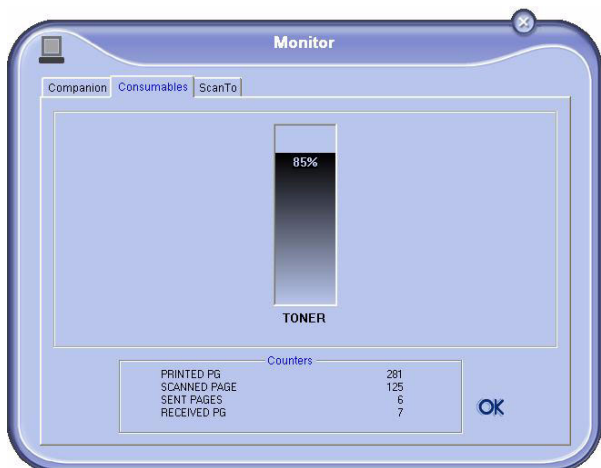 Monitor
Companion Consumables ScanTo
85%
TONER
Counters
PRINTED PG 281
SCANNED PAGE 125
SENT PAGES 6
RECEIVED PG 7
OK